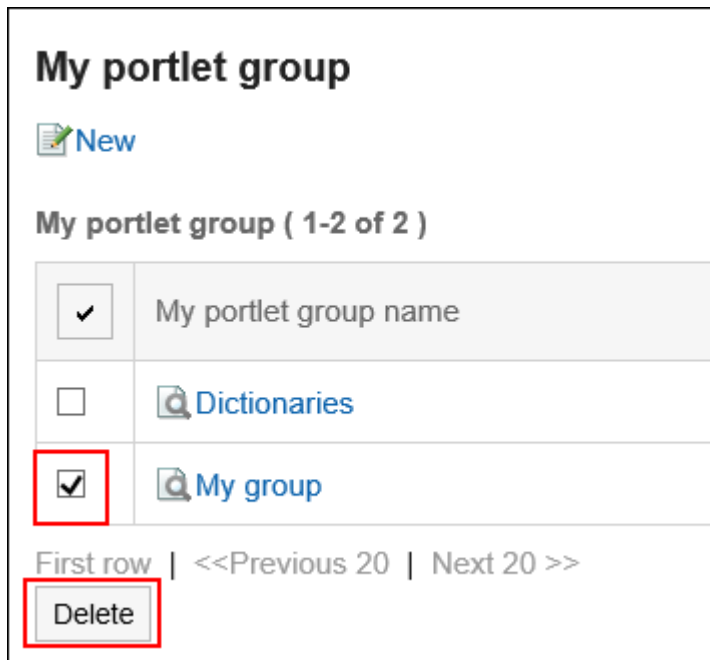 My portlet group
New
My portlet group ( 1-2 of 2 )
My portlet group name
Dictionaries
My group
First row | <<Previous 20 | Next 20 >>
Delete